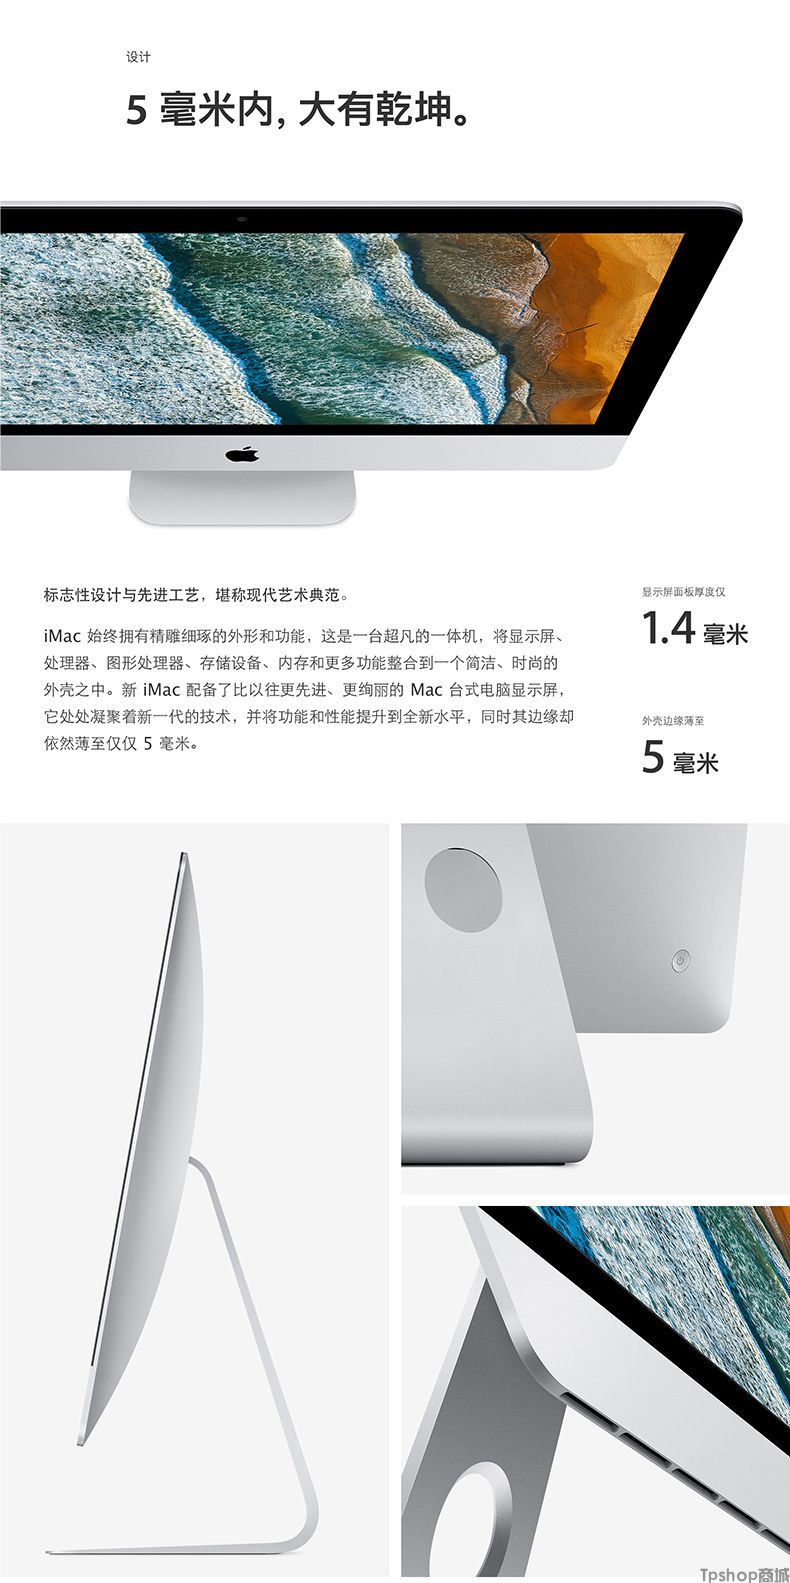 设计
5 毫米内，大有乾坤。
标志性设计与先进工艺，堪称现代艺术典范。
iMac 始终拥有精雕细琢的外形和功能，这是一台超凡的一体机，将显示屏、
处理器、图形处理器、存储设备、内存和更多功能整合到一个简洁、时尚的
外壳之中。新 iMac 配备了比以往更先进、更绚丽的 Mac 台式电脑显示屏，
它处处凝聚着新一代的技术，并将功能和性能提升到全新水平，同时其边缘却
依然薄至仅仅 5 毫米。
显示屏面板厚度仅
1.4 毫米
外壳边缘薄至
5 毫米
Tpshop商城